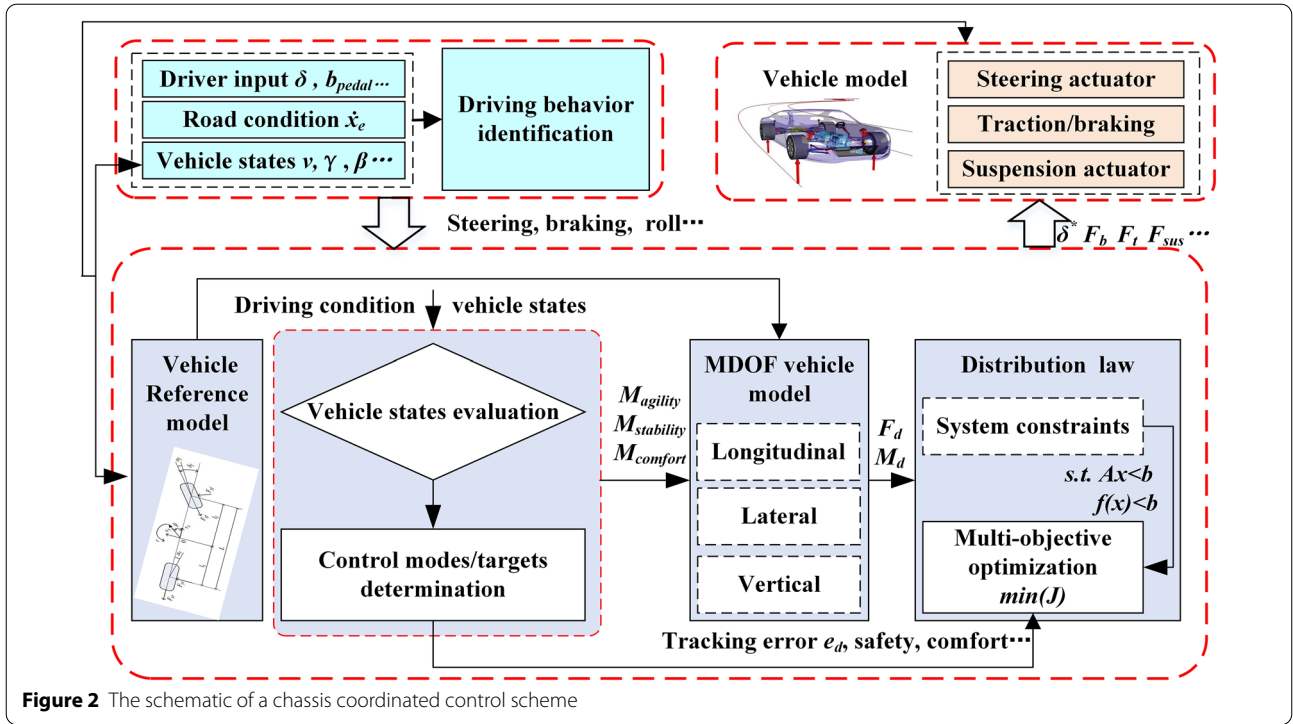 Driver input δ , b_pedal...
Road condition ẋ_e
Vehicle states v, γ , β⋯
Driving behavior
identification
Vehicle model
Steering actuator
Traction/braking
Suspension actuator
Steering, braking, roll⋯
δ* F_b F_t F_sus ⋯
Driving condition
vehicle states
Vehicle
Reference
model
Vehicle states evaluation
Control modes/targets
determination
M_agility
M_stability
M_comfort
MDOF vehicle
model
Longitudinal
Lateral
Vertical
F_d
M_d
Distribution law
System constraints
s.t. Ax<b
f(x)<b
Multi-objective
optimization
min(J)
Tracking error e_d, safety, comfort⋯
Figure 2 The schematic of a chassis coordinated control scheme